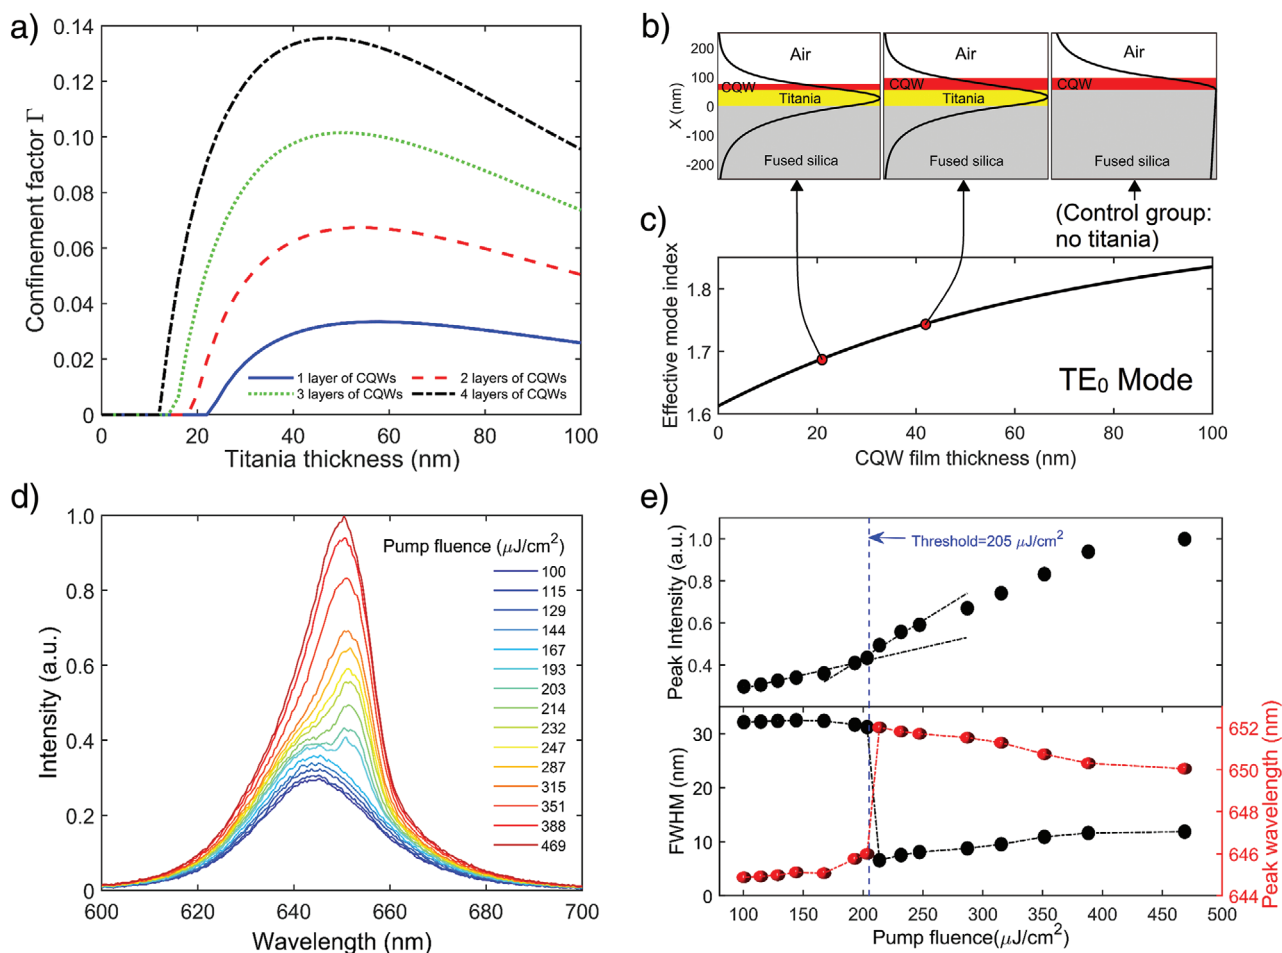 a)
Confinement factor Γ
0.14
0.12
0.10
0.08
0.06
0.04
0.02
0
1 layer of CQWs
2 layers of CQWs
3 layers of CQWs
4 layers of CQWs
0
20
40
60
80
100
Titania thickness (nm)
b)
X (nm)
200
100
0
-100
-200
Air
CQW
Titania
Fused silica
Air
CQW
Titania
Fused silica
Air
CQW
Fused silica
(Control group:
no titania)
c)
Effective mode index
1.8
1.7
1.6
TE0 Mode
0
20
40
60
80
100
CQW film thickness (nm)
d)
Intensity (a.u.)
1.0
0.8
0.6
0.4
0.2
0
Pump fluence (μJ/cm2)
100
115
129
144
167
193
203
214
232
247
287
315
351
388
469
600
620
640
660
680
700
Wavelength (nm)
e)
Peak Intensity (a.u.)
1.0
0.8
0.6
0.4
Threshold=205 μJ/cm2
FWHM (nm)
30
20
10
0
652
650
648
646
644
Peak wavelength (nm)
100
150
200
250
300
350
400
450
500
Pump fluence(μJ/cm2)